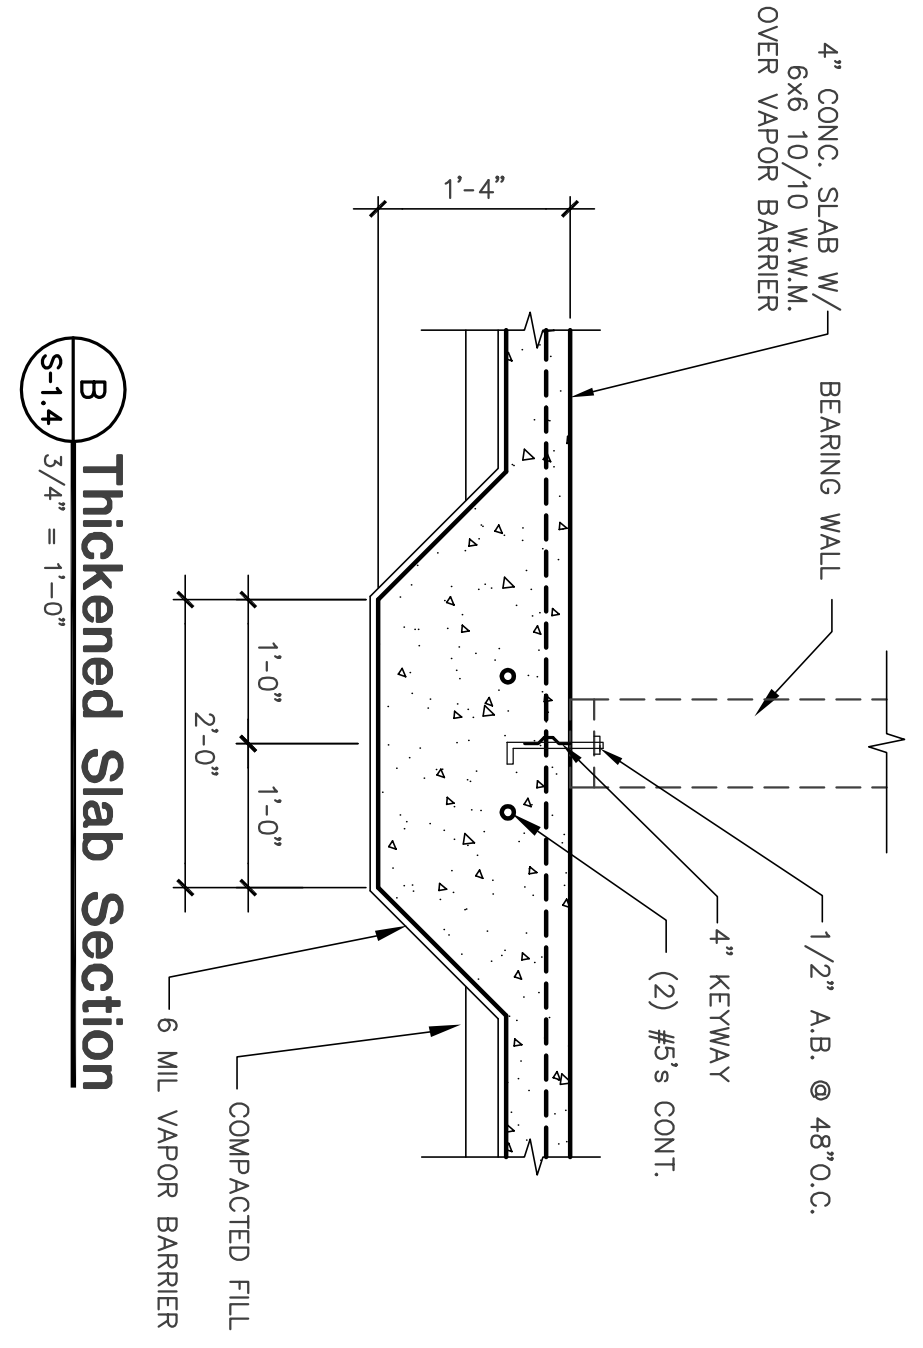 4" CONC. SLAB W/
6x6 10/10 W.W.M.
OVER VAPOR BARRIER
BEARING WALL
1/2" A.B. @ 48"O.C.
4" KEYWAY
(2) #5's CONT.
1'-4"
1'-0"
1'-0"
2'-0"
COMPACTED FILL
6 MIL VAPOR BARRIER
B
S-1.4
Thickened Slab Section
3/4" = 1'-0"